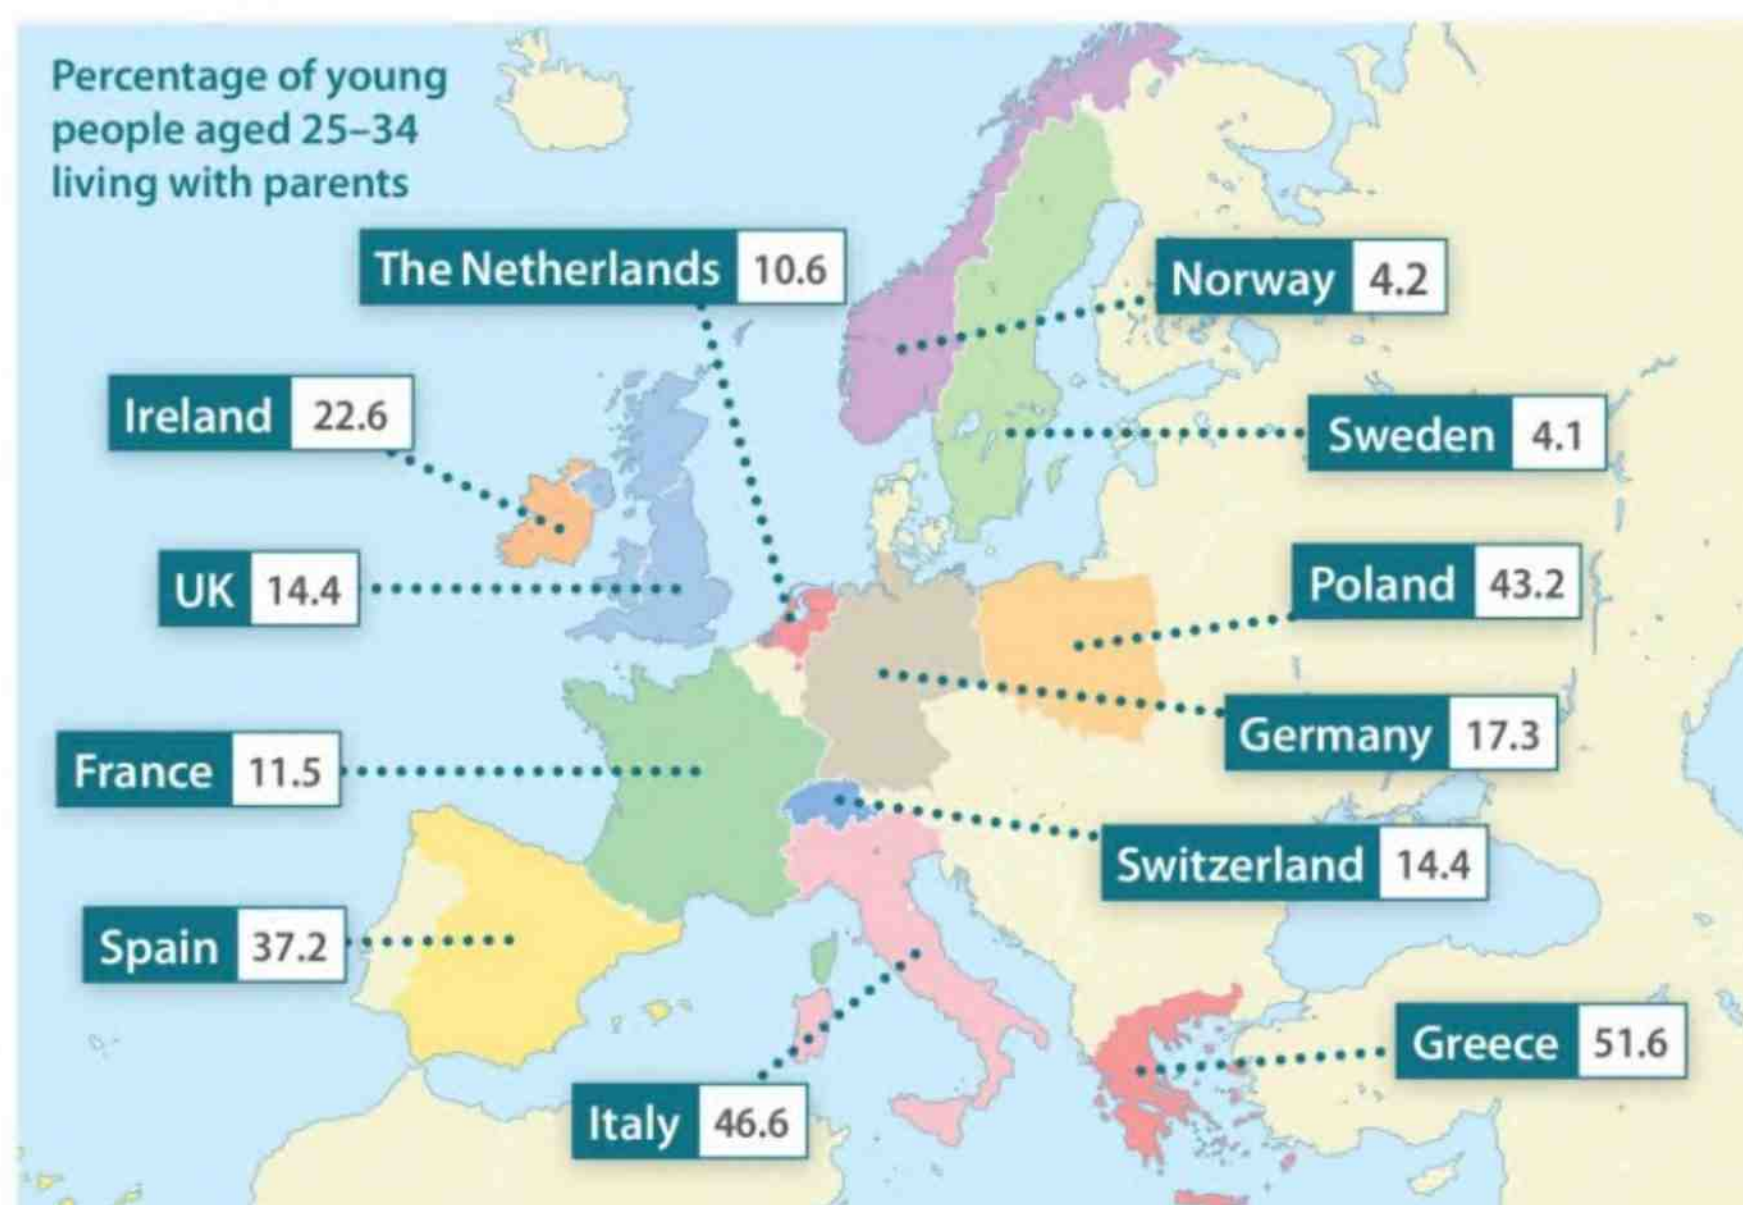 Percentage of young
people aged 25–34
living with parents
The Netherlands 10.6
Norway 4.2
Ireland 22.6
Sweden 4.1
UK 14.4
Poland 43.2
Germany 17.3
France 11.5
Switzerland 14.4
Spain 37.2
Greece 51.6
Italy 46.6